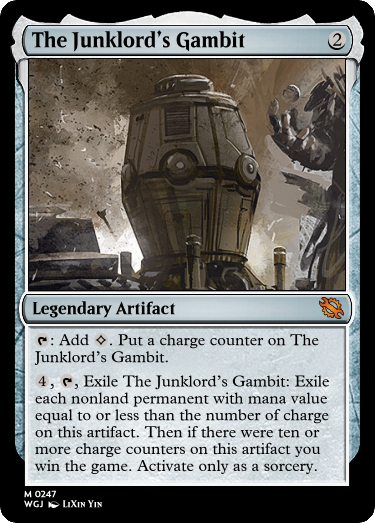 The Junklord's Gambit 2
Legendary Artifact
: Add . Put a charge counter on The
Junklord's Gambit.
4, , Exile The Junklord's Gambit: Exile
each nonland permanent with mana value
equal to or less than the number of charge
on this artifact. Then if there were ten or
more charge counters on this artifact you
win the game. Activate only as a sorcery.
M 0247
WGJ LiXin Yin